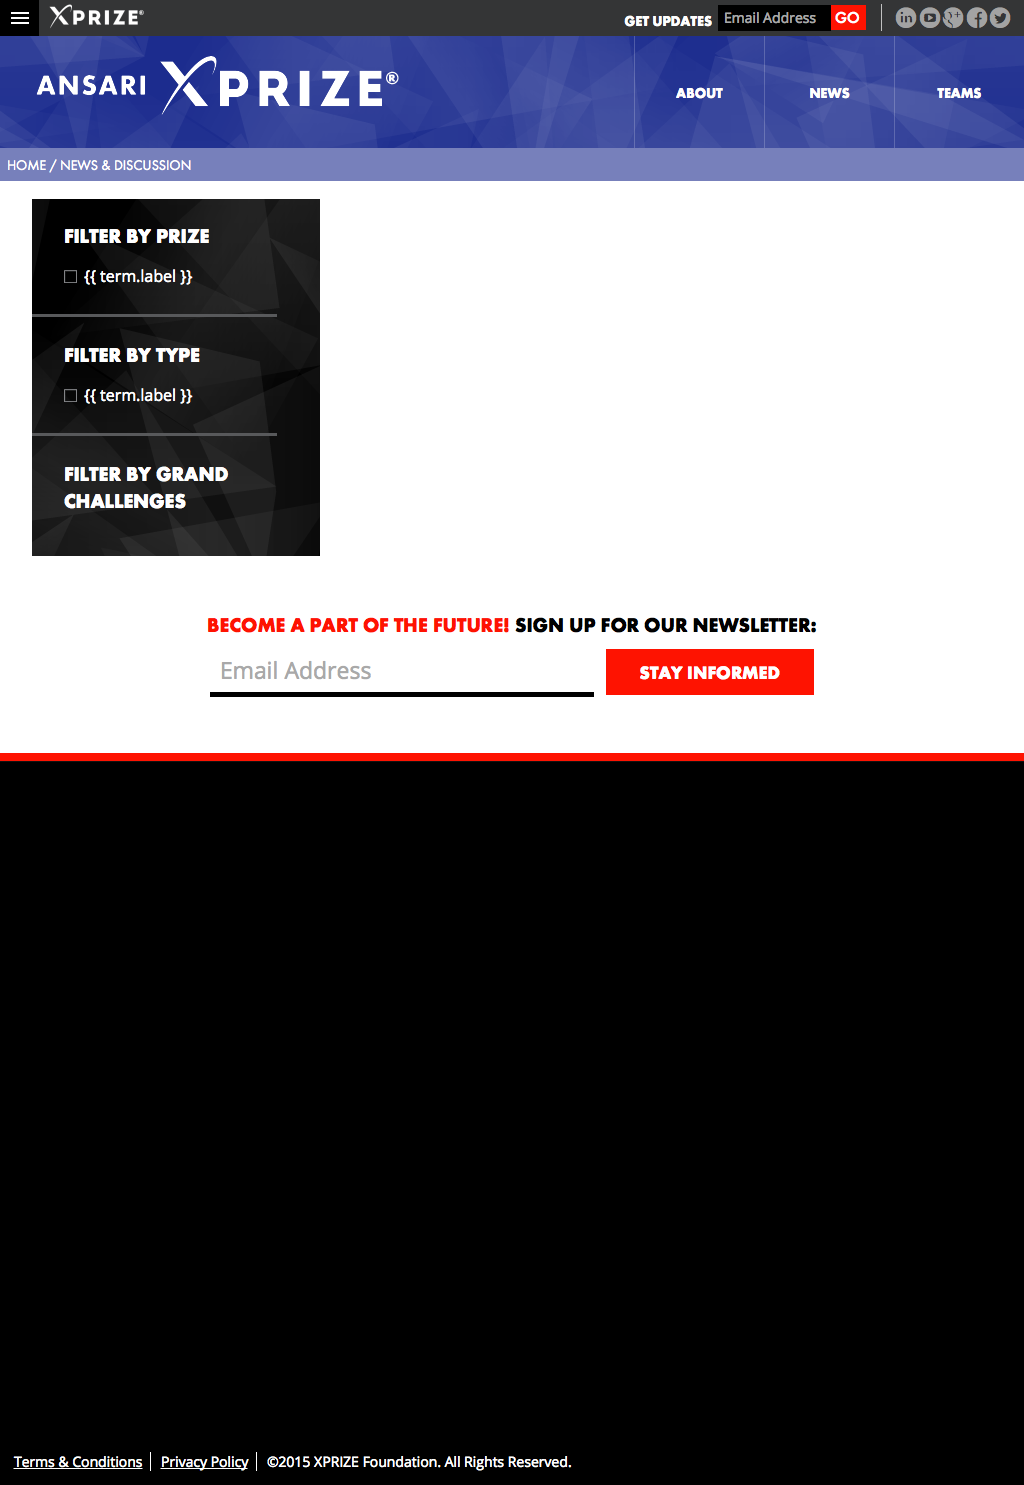 XPRIZE®
GET UPDATES Email Address GO
ANSARI XPRIZE®
ABOUT NEWS TEAMS
HOME / NEWS & DISCUSSION
FILTER BY PRIZE
{{ term.label }}
FILTER BY TYPE
{{ term.label }}
FILTER BY GRAND
CHALLENGES
BECOME A PART OF THE FUTURE! SIGN UP FOR OUR NEWSLETTER:
Email Address STAY INFORMED
Terms & Conditions Privacy Policy ©2015 XPRIZE Foundation. All Rights Reserved.